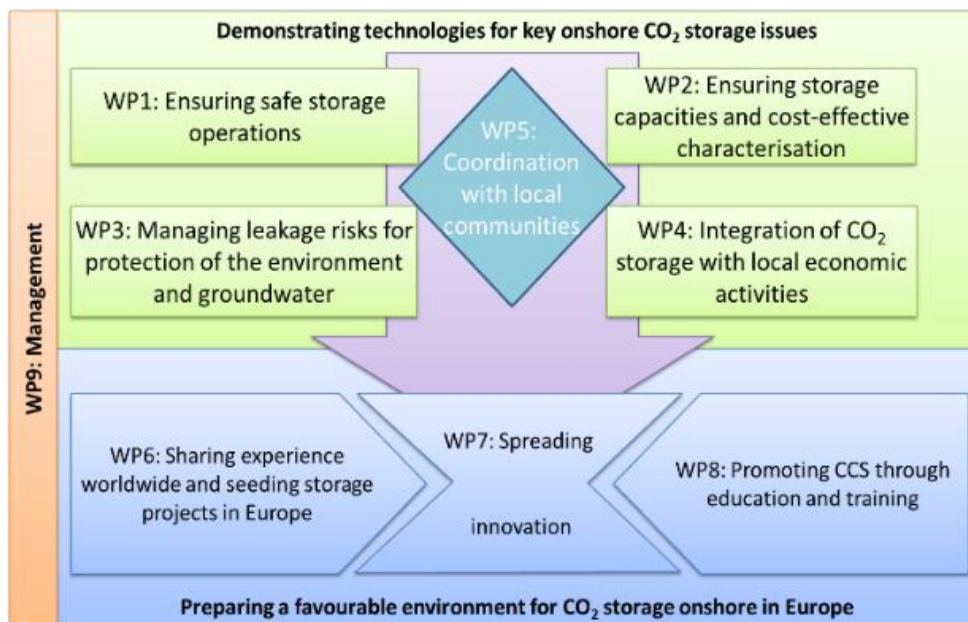 Demonstrating technologies for key onshore CO₂ storage issues
WP1: Ensuring safe storage
operations
WP2: Ensuring storage
capacities and cost-effective
characterisation
WP5:
Coordination
with local
communities
WP3: Managing leakage risks for
protection of the environment
and groundwater
WP4: Integration of CO₂
storage with local economic
activities
WP9: Management
WP6: Sharing experience
worldwide and seeding storage
projects in Europe
WP7: Spreading
innovation
WP8: Promoting CCS through
education and training
Preparing a favourable environment for CO₂ storage onshore in Europe